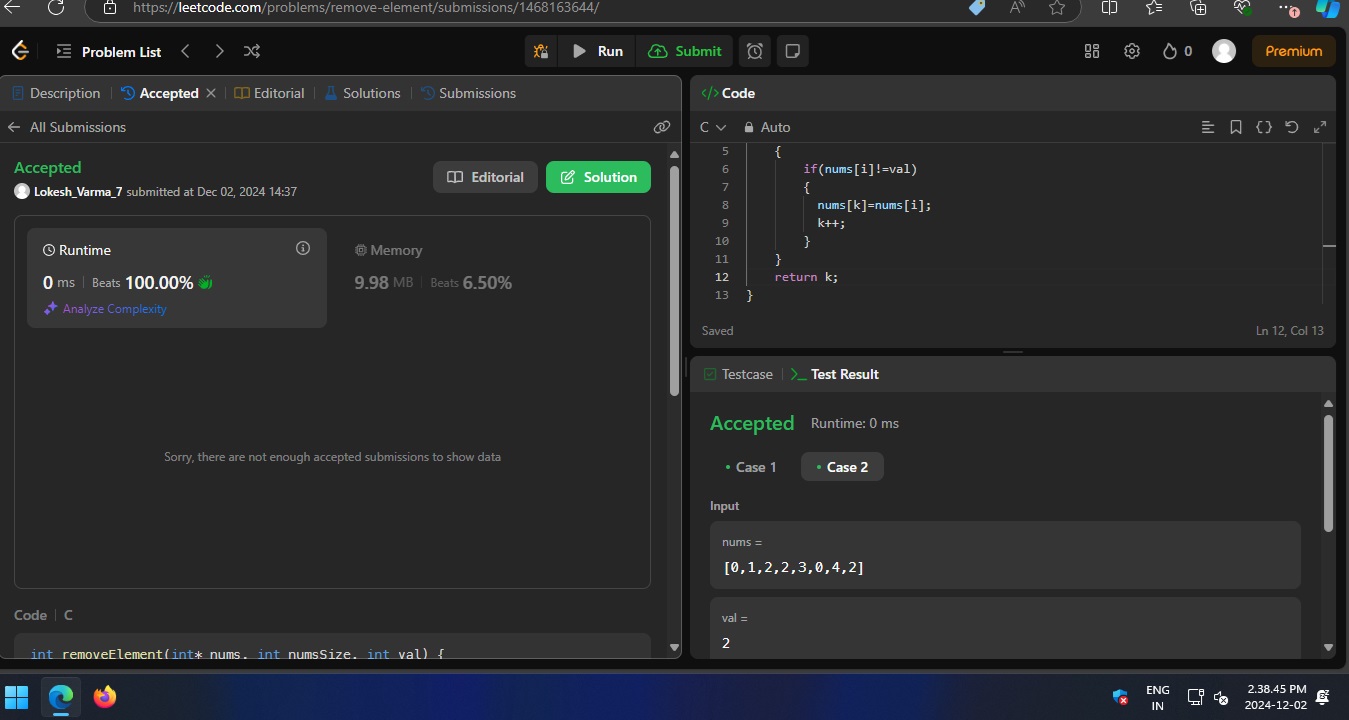 https://leetcode.com/problems/remove-element/submissions/1468163644/
Problem List
Run
Submit
0
Premium
Description
Accepted
Editorial
Solutions
Submissions
All Submissions
Accepted
Lokesh_Varma_7 submitted at Dec 02, 2024 14:37
Editorial
Solution
Runtime
0 ms Beats 100.00%
Analyze Complexity
Memory
9.98 MB Beats 6.50%
Sorry, there are not enough accepted submissions to show data
Code C
int removeElement(int* nums, int numsSize, int val) {
</> Code
C Auto
5 {
6 if(nums[i]!=val)
7 {
8 nums[k]=nums[i];
9 k++;
10 }
11 }
12 return k;
13 }
Saved
Ln 12, Col 13
Testcase
>_ Test Result
Accepted Runtime: 0 ms
• Case 1
• Case 2
Input
nums =
[0,1,2,2,3,0,4,2]
val =
2
ENG
IN
2.38.45 PM
2024-12-02